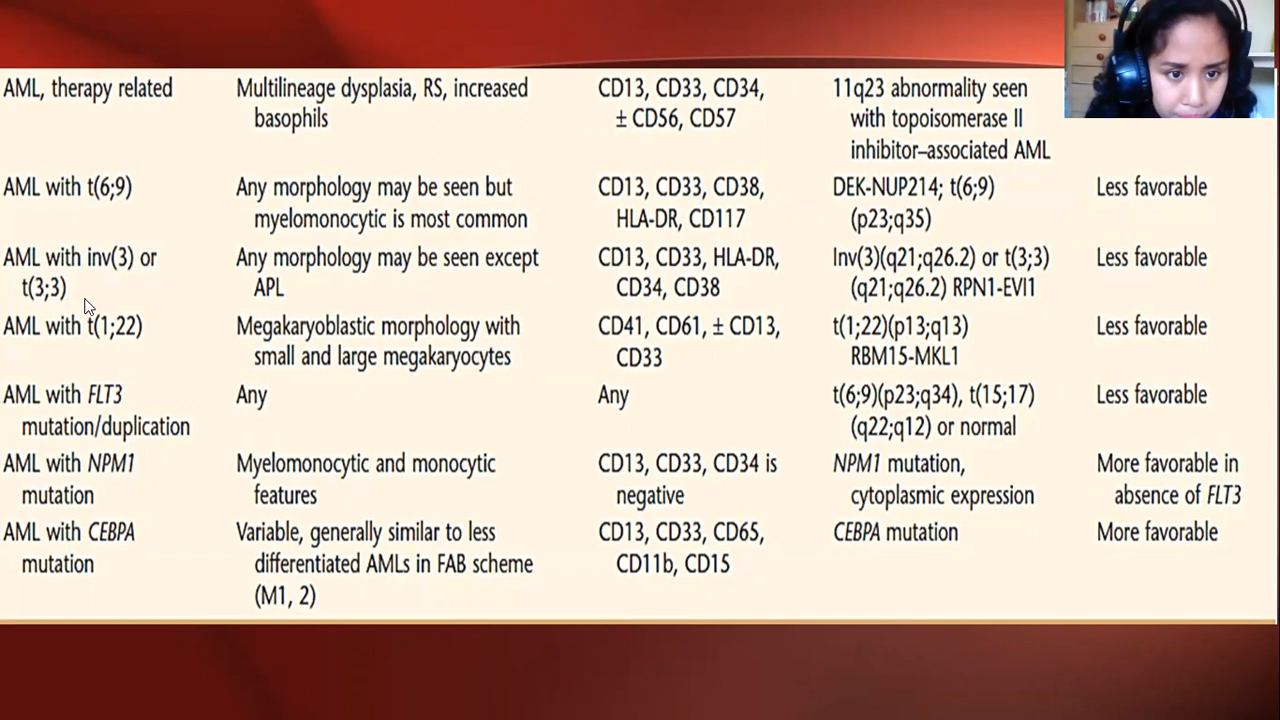 AML, therapy related Multilineage dysplasia, RS, increased CD13, CD33, CD34, 11q23 abnormality seen
basophils ± CD56, CD57 with topoisomerase II
inhibitor–associated AML
AML with t(6;9) Any morphology may be seen but CD13, CD33, CD38, DEK-NUP214; t(6;9) Less favorable
myelomonocytic is most common HLA-DR, CD117 (p23;q35)
AML with inv(3) or Any morphology may be seen except CD13, CD33, HLA-DR, Inv(3)(q21;q26.2) or t(3;3) Less favorable
t(3;3) APL CD34, CD38 (q21;q26.2) RPN1-EVI1
AML with t(1;22) Megakaryoblastic morphology with CD41, CD61, ± CD13, t(1;22)(p13;q13) Less favorable
small and large megakaryocytes CD33 RBM15-MKL1
AML with FLT3 Any Any t(6;9)(p23;q34), t(15;17) Less favorable
mutation/duplication (q22;q12) or normal
AML with NPM1 Myelomonocytic and monocytic CD13, CD33, CD34 is NPM1 mutation, More favorable in
mutation features negative cytoplasmic expression absence of FLT3
AML with CEBPA Variable, generally similar to less CD13, CD33, CD65, CEBPA mutation More favorable
mutation differentiated AMLs in FAB scheme CD11b, CD15
(M1, 2)